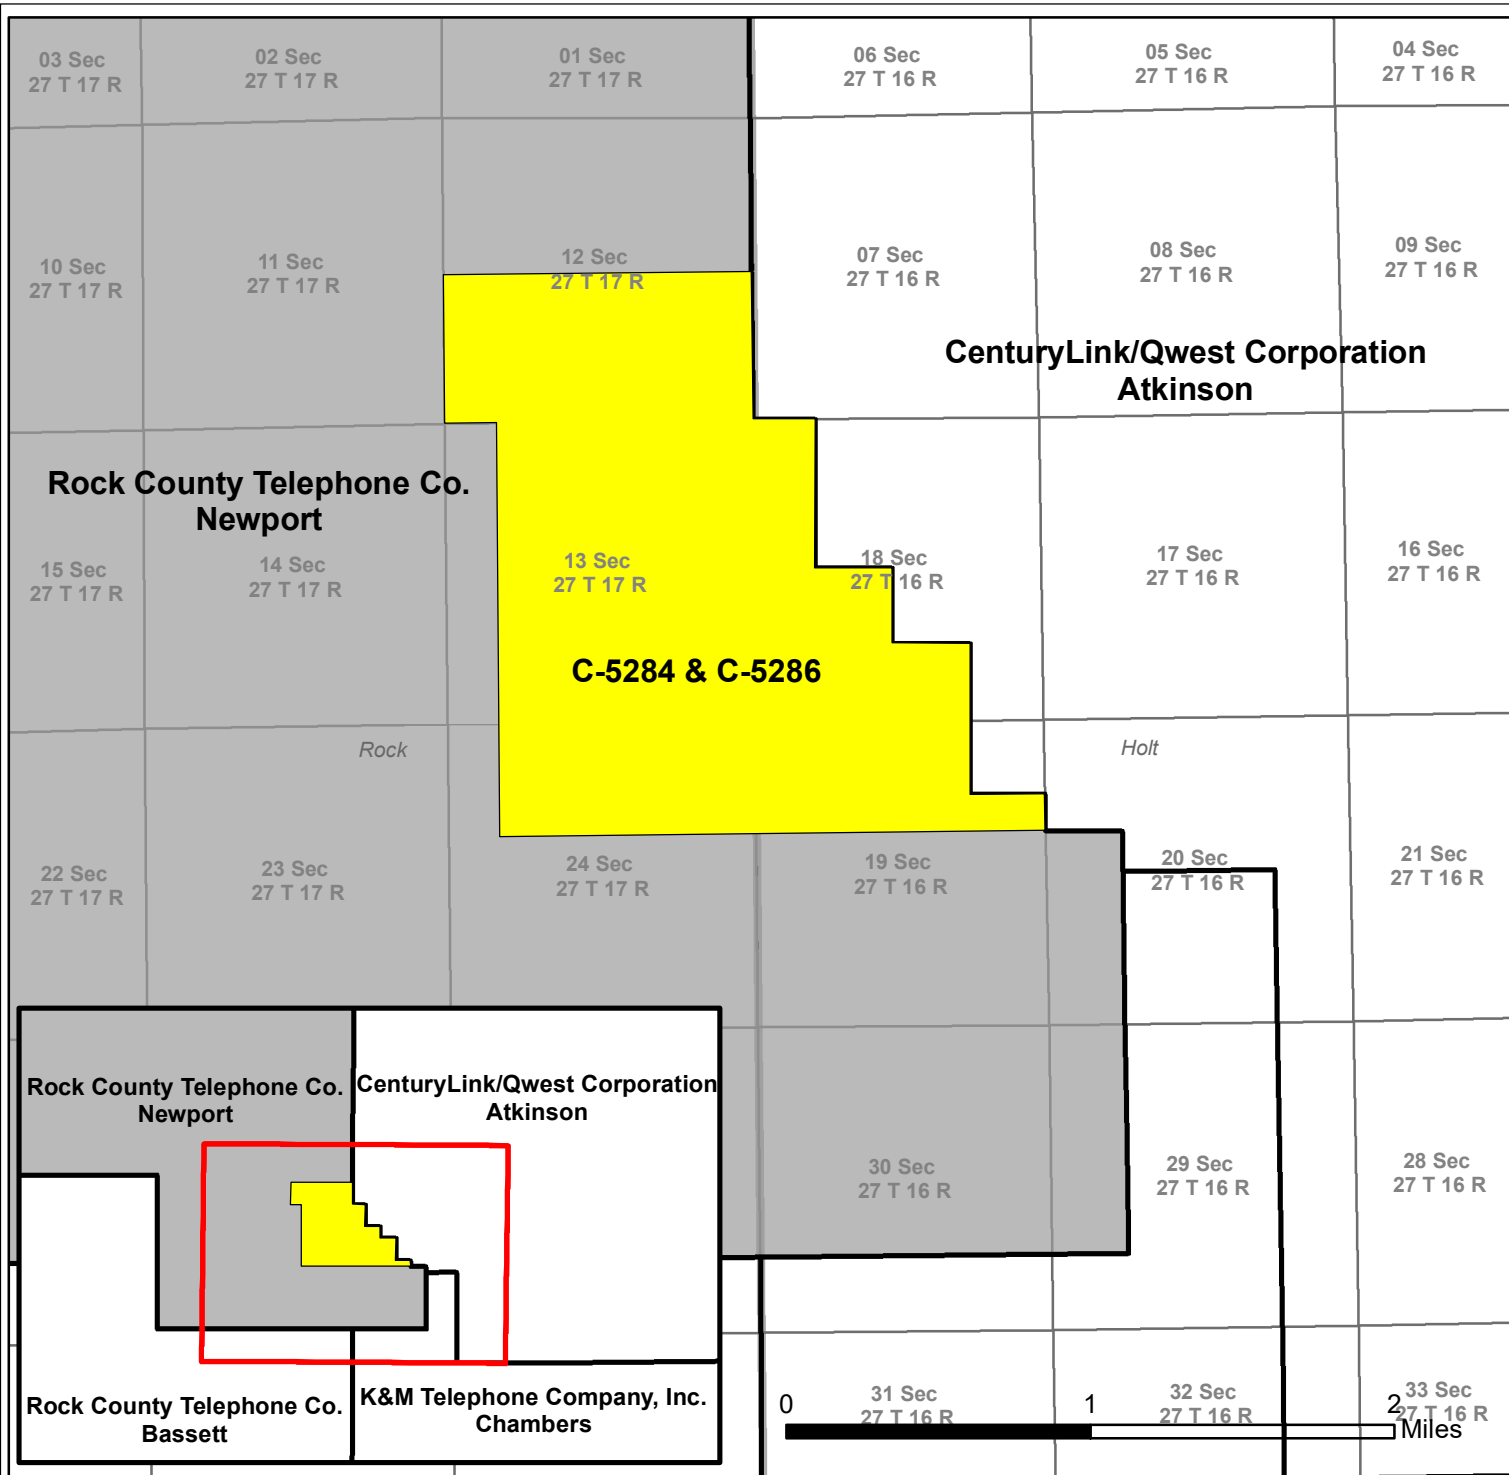 03 Sec
27 T 17 R
02 Sec
27 T 17 R
01 Sec
27 T 17 R
06 Sec
27 T 16 R
05 Sec
27 T 16 R
04 Sec
27 T 16 R
10 Sec
27 T 17 R
11 Sec
27 T 17 R
12 Sec
27 T 17 R
07 Sec
27 T 16 R
08 Sec
27 T 16 R
09 Sec
27 T 16 R
CenturyLink/Qwest Corporation
Atkinson
Rock County Telephone Co.
Newport
15 Sec
27 T 17 R
14 Sec
27 T 17 R
13 Sec
27 T 17 R
18 Sec
27 T 16 R
17 Sec
27 T 16 R
16 Sec
27 T 16 R
C-5284 & C-5286
Rock
Holt
22 Sec
27 T 17 R
23 Sec
27 T 17 R
24 Sec
27 T 17 R
19 Sec
27 T 16 R
20 Sec
27 T 16 R
21 Sec
27 T 16 R
30 Sec
27 T 16 R
29 Sec
27 T 16 R
28 Sec
27 T 16 R
31 Sec
27 T 16 R
32 Sec
27 T 16 R
33 Sec
27 T 16 R
Rock County Telephone Co.
Newport
CenturyLink/Qwest Corporation
Atkinson
Rock County Telephone Co.
Bassett
K&M Telephone Company, Inc.
Chambers
0 1 2
Miles